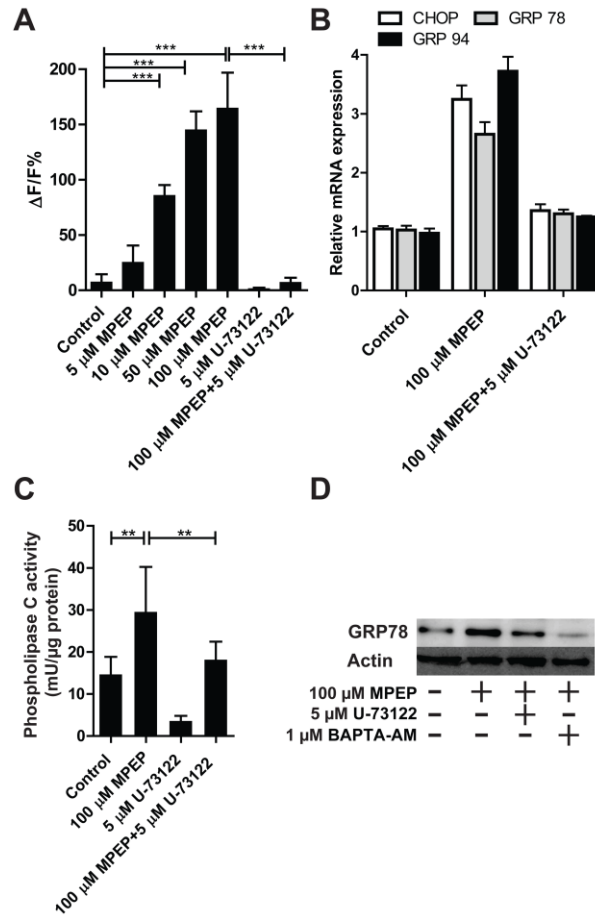 A
***
***
***
***
200
150
100
50
0
ΔF/F%
Control
5 µM MPEP
10 µM MPEP
50 µM MPEP
100 µM MPEP
5 µM U-73122
100 µM MPEP+5 µM U-73122
B
CHOP
GRP 78
GRP 94
4
3
2
1
0
Relative mRNA expression
Control
100 µM MPEP
100 µM MPEP+5 µM U-73122
C
**
**
50
40
30
20
10
0
Phospholipase C activity
(mU/µg protein)
Control
100 µM MPEP
5 µM U-73122
100 µM MPEP+5 µM U-73122
D
GRP78
Actin
100 µM MPEP − + + +
5 µM U-73122 − − + −
1 µM BAPTA-AM − − − +